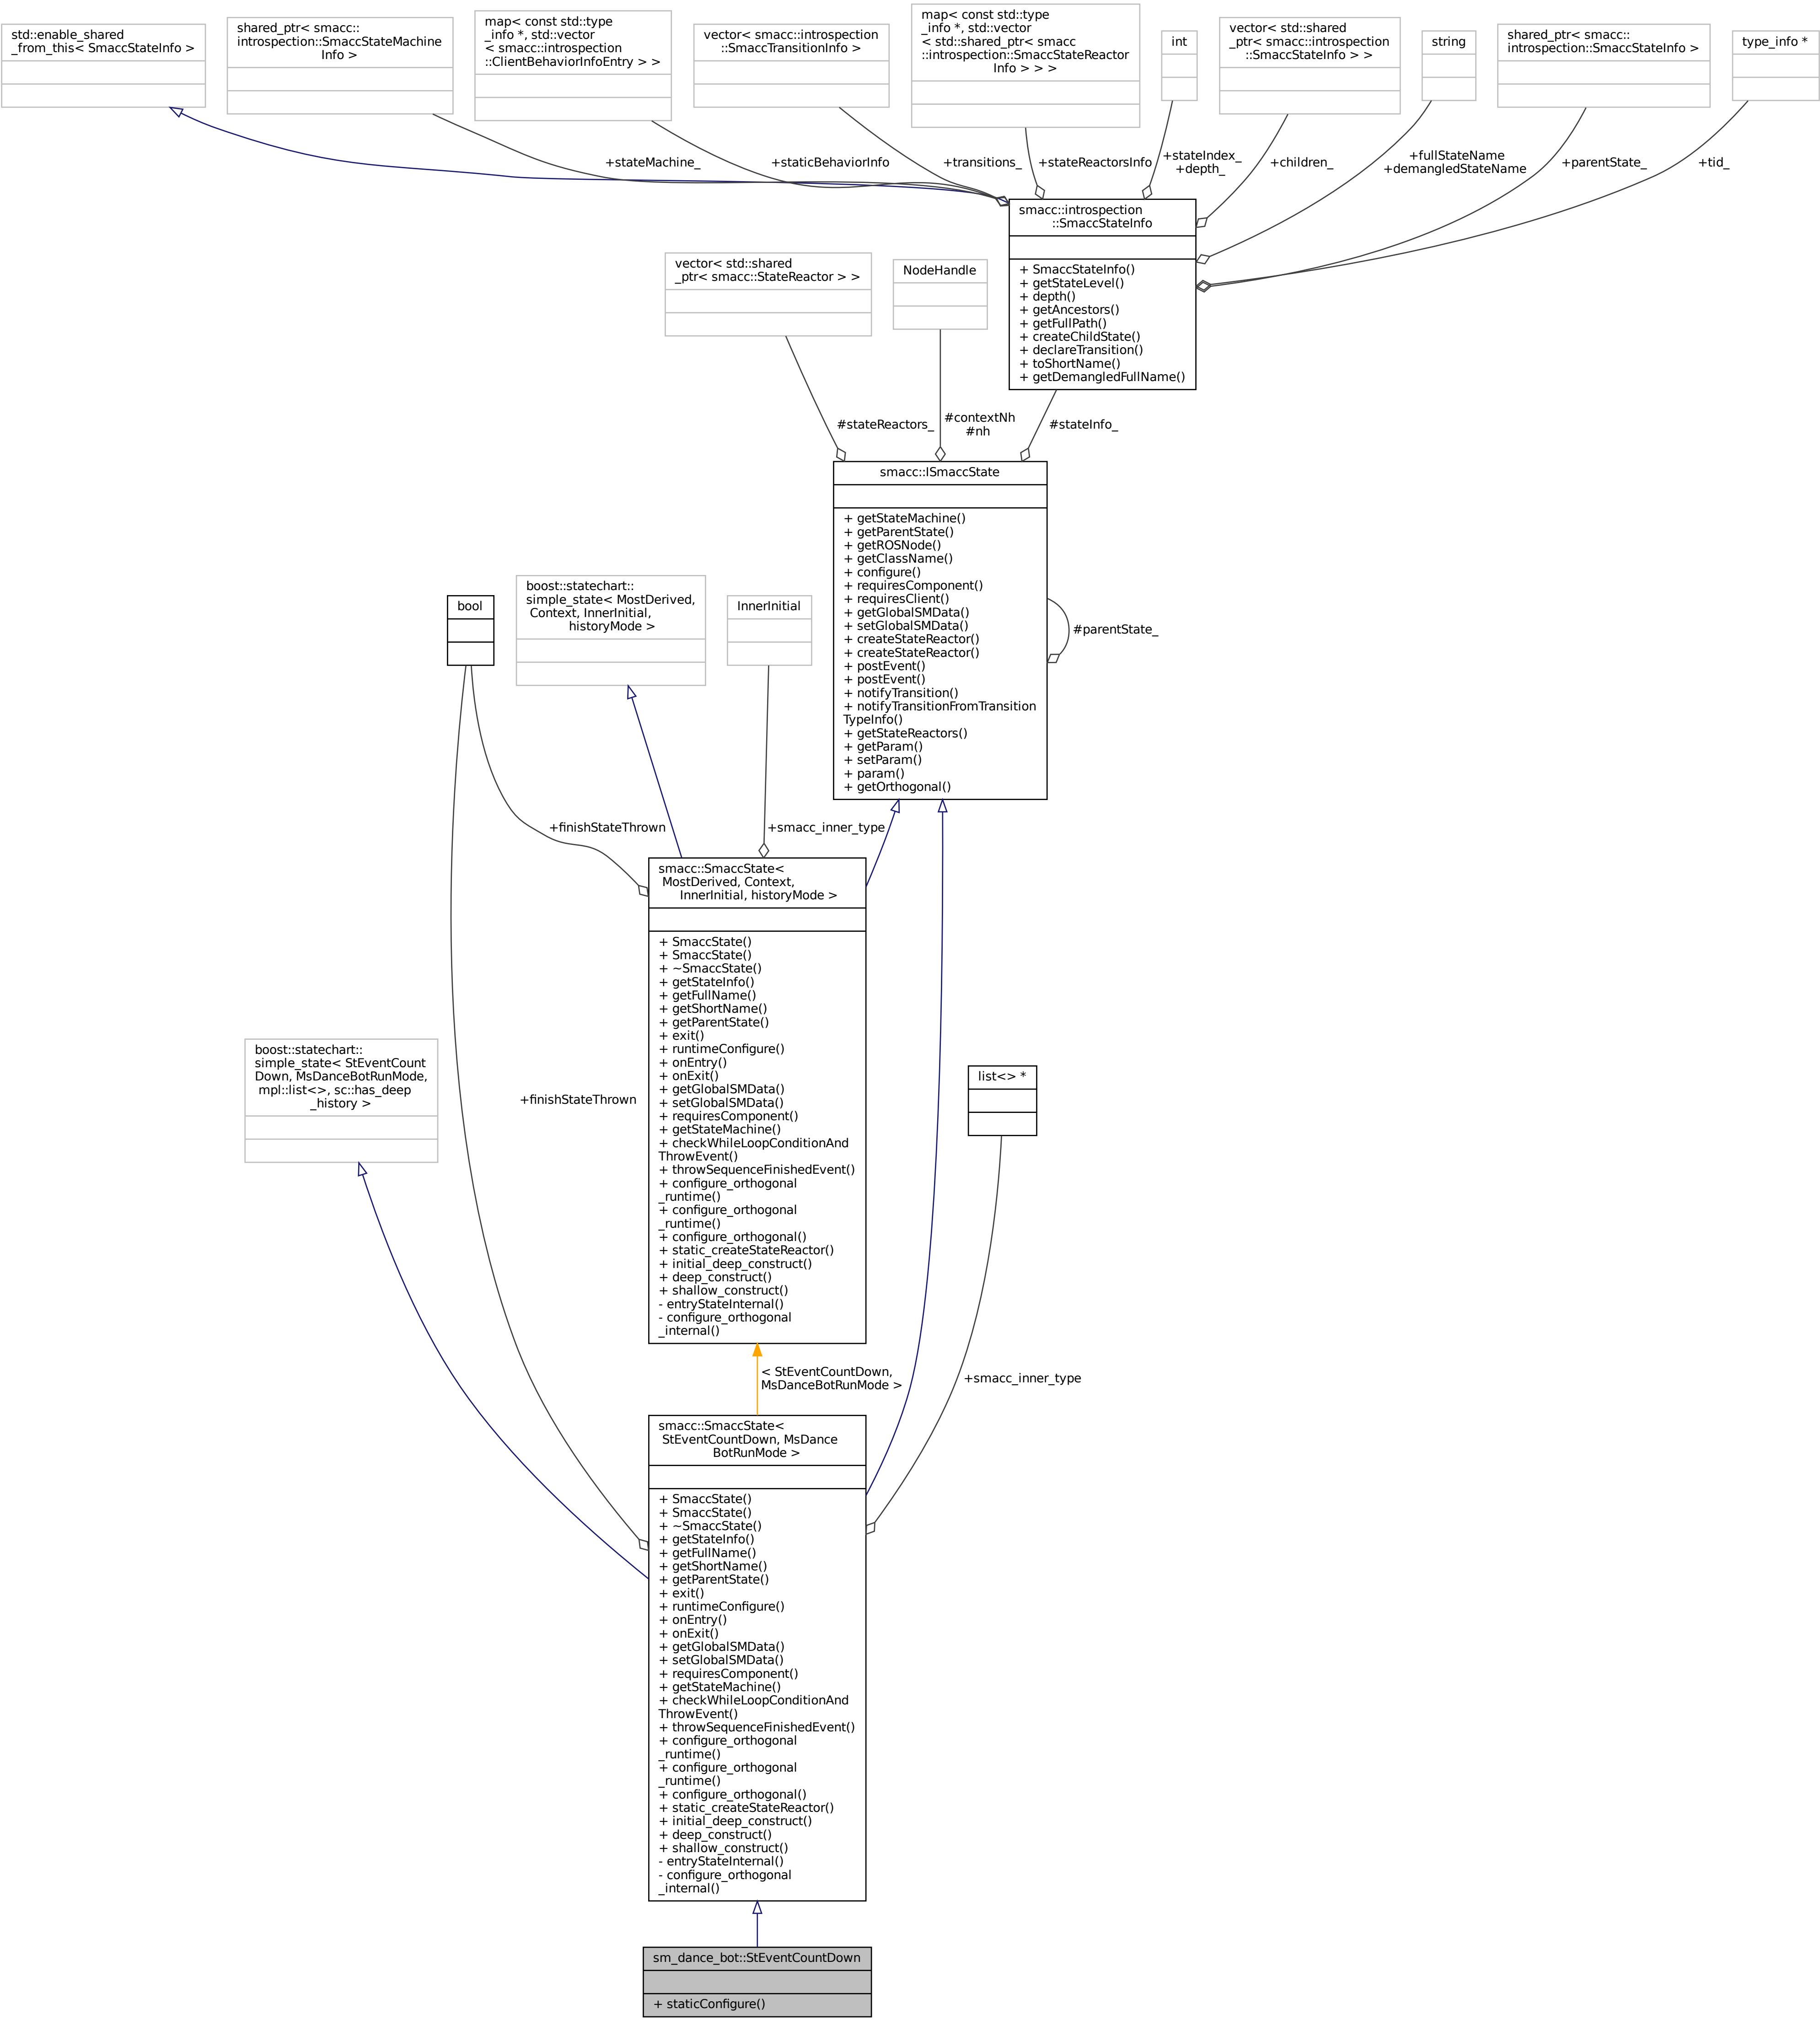 std::enable_shared
_from_this< SmaccStateInfo >
shared_ptr< smacc::
introspection::SmaccStateMachine
Info >
map< const std::type
_info *, std::vector
< smacc::introspection
::ClientBehaviorInfoEntry > >
vector< smacc::introspection
::SmaccTransitionInfo >
map< const std::type
_info *, std::vector
< std::shared_ptr< smacc
::introspection::SmaccStateReactor
Info > > >
int
vector< std::shared
_ptr< smacc::introspection
::SmaccStateInfo > >
string
shared_ptr< smacc::
introspection::SmaccStateInfo >
type_info *
+stateMachine_
+staticBehaviorInfo
+transitions_
+stateReactorsInfo
+stateIndex_
+depth_
+children_
+fullStateName
+demangledStateName
+parentState_
+tid_
smacc::introspection
::SmaccStateInfo
+ SmaccStateInfo()
+ getStateLevel()
+ depth()
+ getAncestors()
+ getFullPath()
+ createChildState()
+ declareTransition()
+ toShortName()
+ getDemangledFullName()
vector< std::shared
_ptr< smacc::StateReactor > >
NodeHandle
#stateReactors_
#contextNh
#nh
#stateInfo_
smacc::ISmaccState
+ getStateMachine()
+ getParentState()
+ getROSNode()
+ getClassName()
+ configure()
+ requiresComponent()
+ requiresClient()
+ getGlobalSMData()
+ setGlobalSMData()
+ createStateReactor()
+ createStateReactor()
+ postEvent()
+ postEvent()
+ notifyTransition()
+ notifyTransitionFromTransition
TypeInfo()
+ getStateReactors()
+ getParam()
+ setParam()
+ param()
+ getOrthogonal()
#parentState_
bool
boost::statechart::
simple_state< MostDerived,
Context, InnerInitial,
historyMode >
InnerInitial
+finishStateThrown
+smacc_inner_type
smacc::SmaccState<
MostDerived, Context,
InnerInitial, historyMode >
+ SmaccState()
+ SmaccState()
+ ~SmaccState()
+ getStateInfo()
+ getFullName()
+ getShortName()
+ getParentState()
+ exit()
+ runtimeConfigure()
+ onEntry()
+ onExit()
+ getGlobalSMData()
+ setGlobalSMData()
+ requiresComponent()
+ getStateMachine()
+ checkWhileLoopConditionAnd
ThrowEvent()
+ throwSequenceFinishedEvent()
+ configure_orthogonal
_runtime()
+ configure_orthogonal
_runtime()
+ configure_orthogonal()
+ static_createStateReactor()
+ initial_deep_construct()
+ deep_construct()
+ shallow_construct()
- entryStateInternal()
- configure_orthogonal
_internal()
boost::statechart::
simple_state< StEventCount
Down, MsDanceBotRunMode,
mpl::list<>, sc::has_deep
_history >
+finishStateThrown
list<> *
< StEventCountDown,
MsDanceBotRunMode >
+smacc_inner_type
smacc::SmaccState<
StEventCountDown, MsDance
BotRunMode >
+ SmaccState()
+ SmaccState()
+ ~SmaccState()
+ getStateInfo()
+ getFullName()
+ getShortName()
+ getParentState()
+ exit()
+ runtimeConfigure()
+ onEntry()
+ onExit()
+ getGlobalSMData()
+ setGlobalSMData()
+ requiresComponent()
+ getStateMachine()
+ checkWhileLoopConditionAnd
ThrowEvent()
+ throwSequenceFinishedEvent()
+ configure_orthogonal
_runtime()
+ configure_orthogonal
_runtime()
+ configure_orthogonal()
+ static_createStateReactor()
+ initial_deep_construct()
+ deep_construct()
+ shallow_construct()
- entryStateInternal()
- configure_orthogonal
_internal()
sm_dance_bot::StEventCountDown
+ staticConfigure()